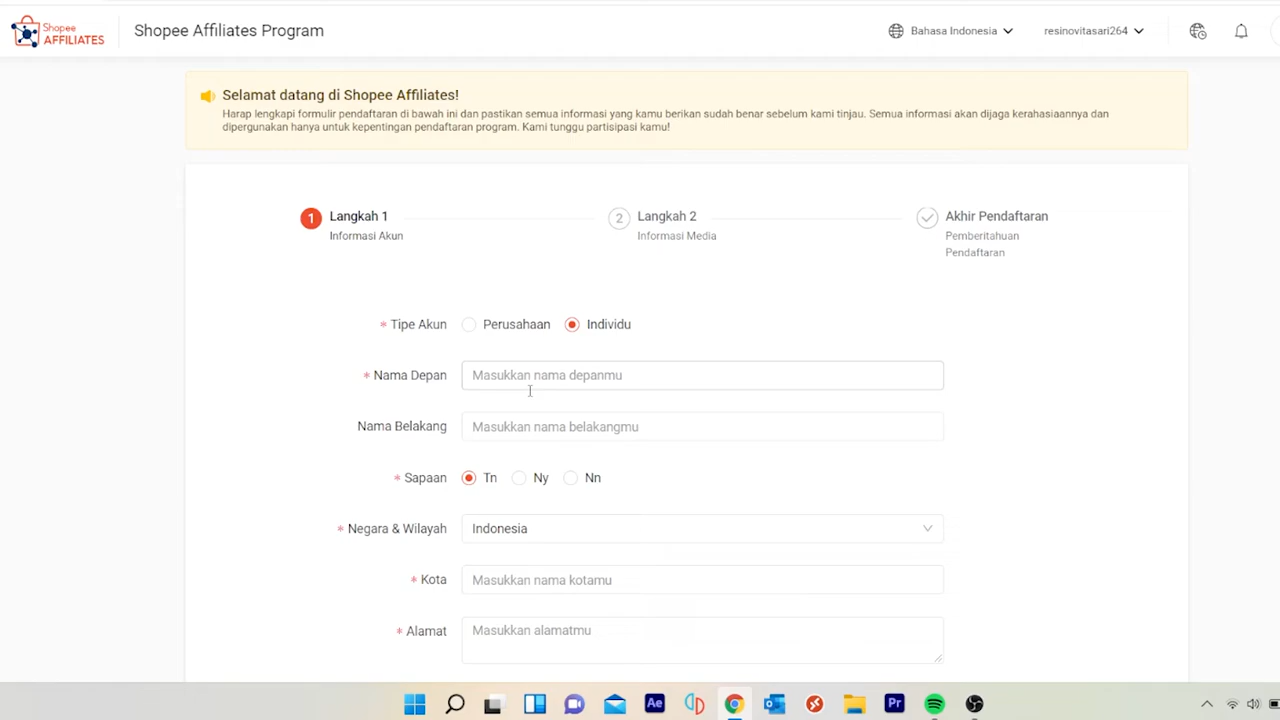 Shopee
AFFILIATES
Shopee Affiliates Program
Bahasa Indonesia
resinovitasari264
Selamat datang di Shopee Affiliates!
Harap lengkapi formulir pendaftaran di bawah ini dan pastikan semua informasi yang kamu berikan sudah benar sebelum kami tinjau. Semua informasi akan dijaga kerahasiaannya dan
dipergunakan hanya untuk kepentingan pendaftaran program. Kami tunggu partisipasi kamu!
1 Langkah 1
Informasi Akun
2 Langkah 2
Informasi Media
Akhir Pendaftaran
Pemberitahuan
Pendaftaran
* Tipe Akun Perusahaan Individu
* Nama Depan Masukkan nama depanmu
Nama Belakang Masukkan nama belakangmu
* Sapaan Tn Ny Nn
* Negara & Wilayah Indonesia
* Kota Masukkan nama kotamu
* Alamat Masukkan alamatmu
Ae
Pr